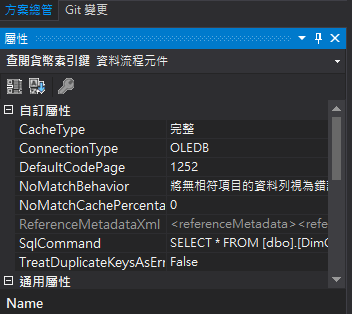 方案總管 Git 變更
屬性
查閱貨幣索引鍵 資料流程元件
自訂屬性
CacheType 完整
ConnectionType OLEDB
DefaultCodePage 1252
NoMatchBehavior 將無相符項目的資料列視為錯誤
NoMatchCachePercenta 0
ReferenceMetadataXml <referenceMetadata><refe
SqlCommand SELECT * FROM [dbo].[DimC
TreatDuplicateKeysAsErr False
通用屬性
Name